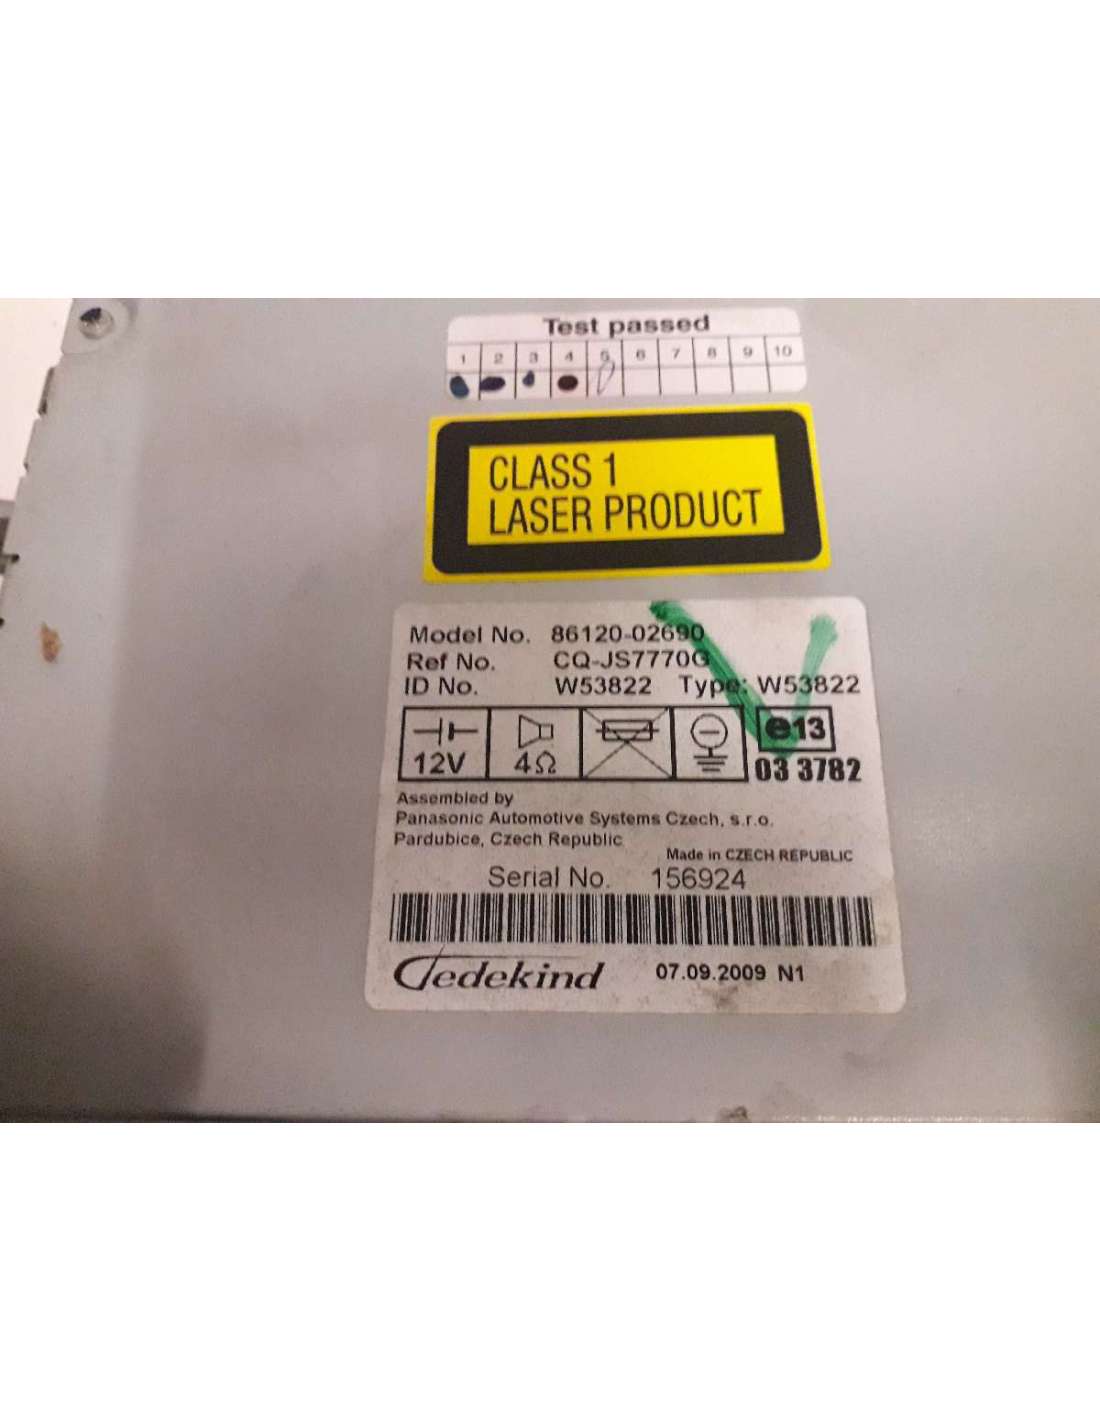 Test passed
1 2 3 4 5 6 7 8 9 10
CLASS 1
LASER PRODUCT
Model No. 86120-02690
Ref No. CQ-JS7770G
ID No. W53822 Type: W53822
12V 4Ω e13
03 3782
Assembled by
Panasonic Automotive Systems Czech, s.r.o.
Pardubice, Czech Republic
Made in CZECH REPUBLIC
Serial No. 156924
Tedekind 07.09.2009 N1